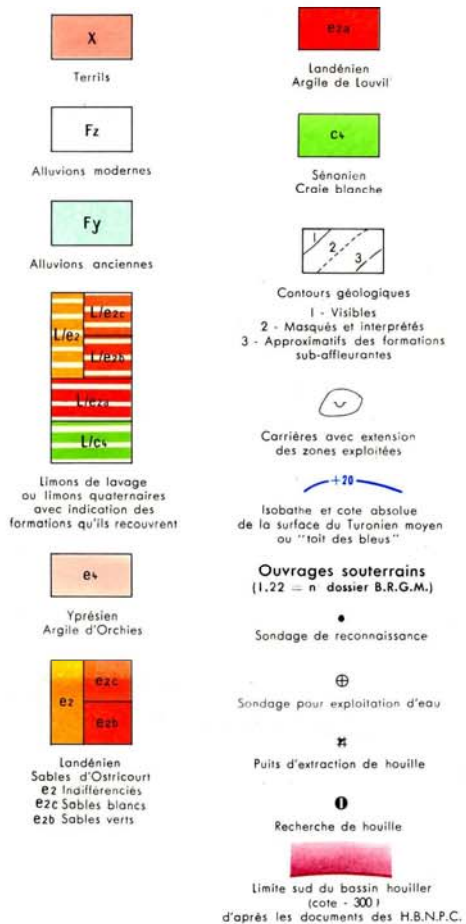 X
Terrils
Fz
Alluvions modernes
Fy
Alluvions anciennes
L/e2
L/e2c
L/e2b
L/e2a
L/c4
Limons de lavage
ou limons quaternaires
avec indication des
formations qu'ils recouvrent
e4
Yprésien
Argile d'Orchies
e2
e2c
e2b
Landénien
Sables d'Ostricourt
e2 Indifférenciés
e2c Sables blancs
e2b Sables verts
e2a
Landénien
Argile de Louvil
c4
Sénonien
Craie blanche
1
2
3
Contours géologiques
1 - Visibles
2 - Masqués et interprétés
3 - Approximatifs des formations
sub-affleurantes
Carrières avec extension
des zones exploitées
+20
Isobathe et cote absolue
de la surface du Turonien moyen
ou "toit des bleus"
Ouvrages souterrains
(1.22 = n dossier B.R.G.M.)
Sondage de reconnaissance
Sondage pour exploitation d'eau
Puits d'extraction de houille
Recherche de houille
Limite sud du bassin houiller
(cote - 300)
d'après les documents des H.B.N.P.C.